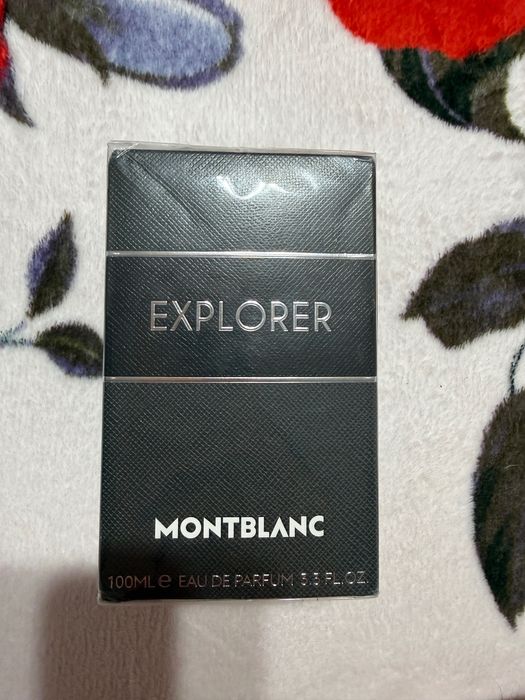 EXPLORER
MONTBLANC
100ML e EAU DE PARFUM 3.3 FL.OZ.